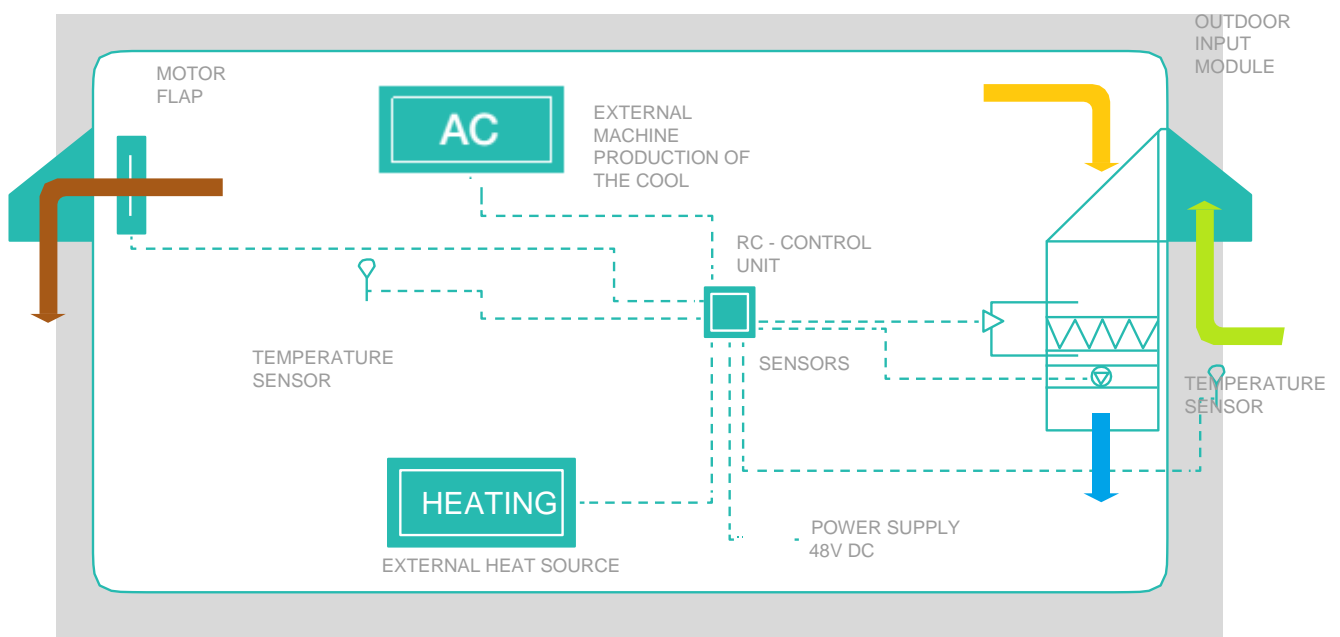 OUTDOOR
INPUT
MODULE
MOTOR
FLAP
AC
EXTERNAL
MACHINE
PRODUCTION OF
THE COOL
RC - CONTROL
UNIT
TEMPERATURE
SENSOR
SENSORS
TEMPERATURE
SENSOR
HEATING
EXTERNAL HEAT SOURCE
POWER SUPPLY
48V DC